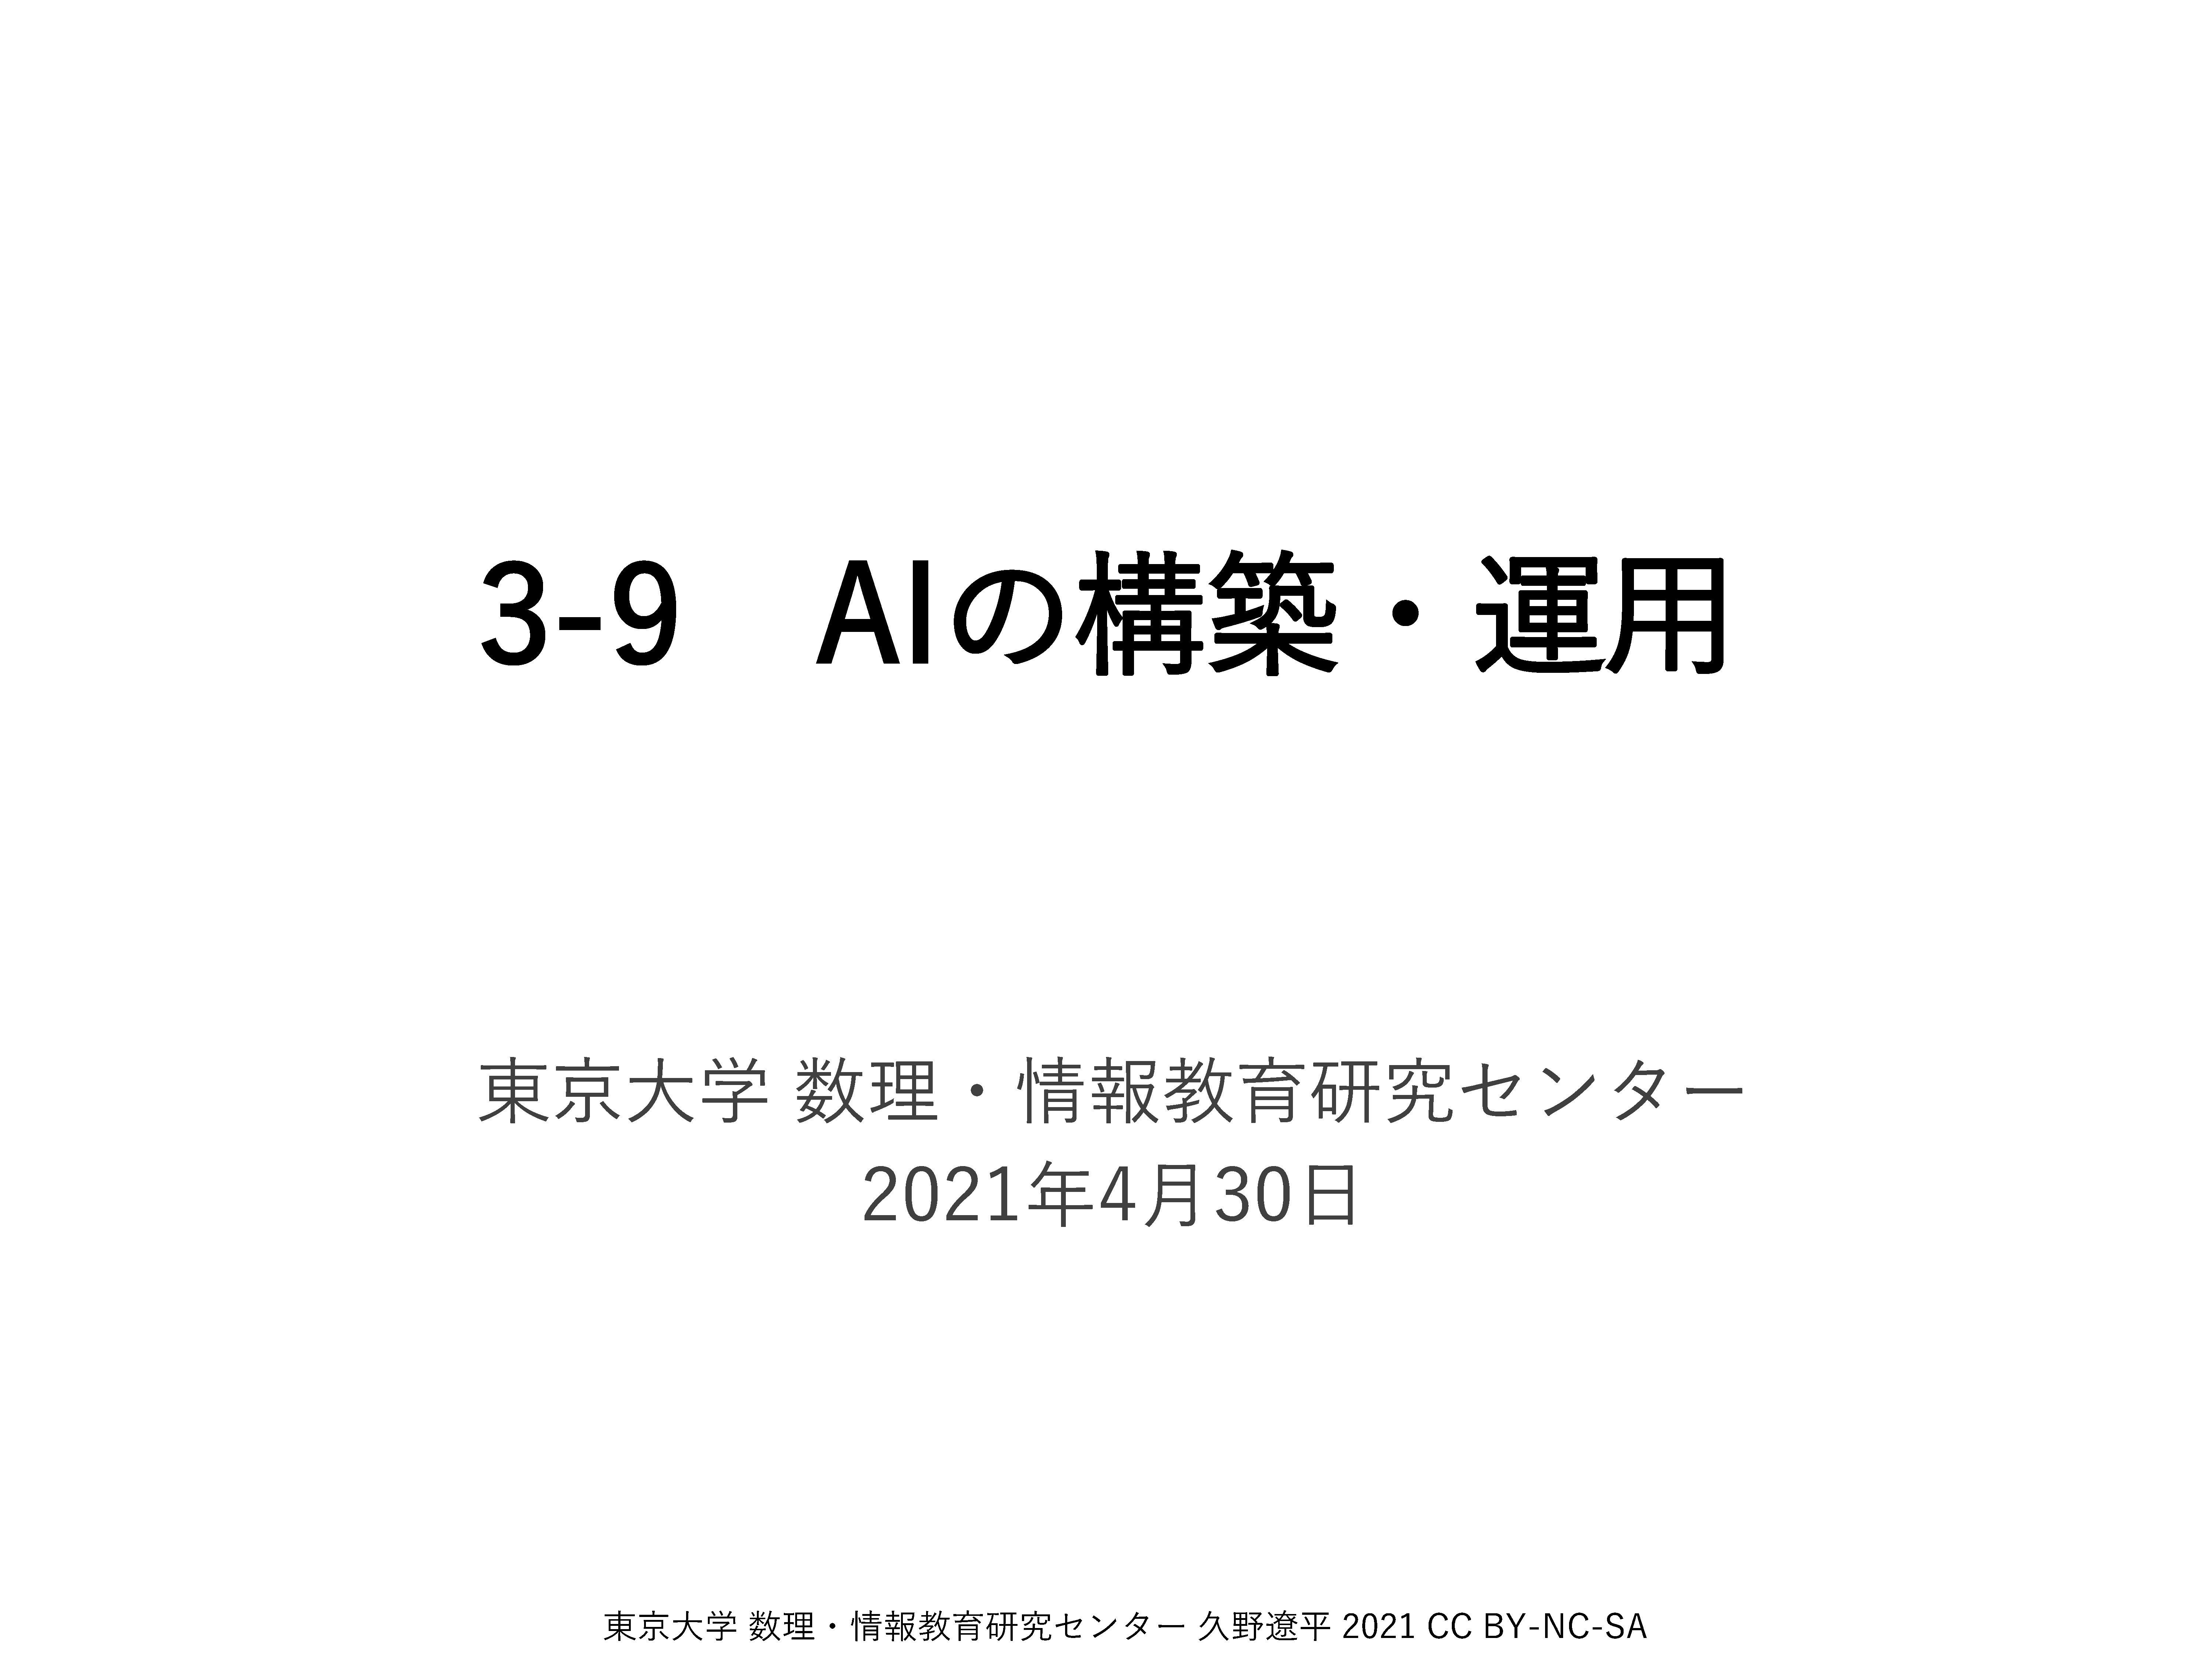 3-9　AIの構築・運用
東京大学 数理・情報教育研究センター
2021年4月30日
東京大学 数理・情報教育研究センター 久野遼平 2021 CC BY-NC-SA